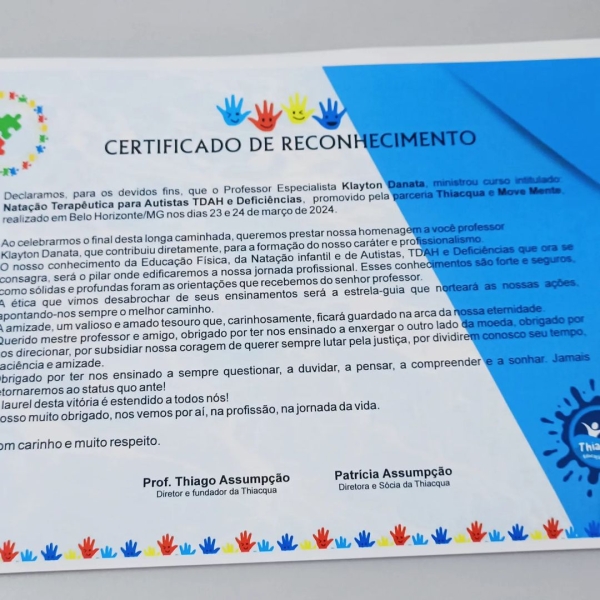 CERTIFICADO DE RECONHECIMENTO
Declaramos, para os devidos fins, que o Professor Especialista Klayton Danata, ministrou curso intitulado:
Natação Terapêutica para Autistas TDAH e Deficiências, promovido pela parceria Thiacqua e Move Mente,
realizado em Belo Horizonte/MG nos dias 23 e 24 de março de 2024.
Ao celebrarmos o final desta longa caminhada, queremos prestar nossa homenagem a você professor
Klayton Danata, que contribuiu diretamente, para a formação do nosso caráter e profissionalismo.
O nosso conhecimento da Educação Física, da Natação infantil e de Autistas, TDAH e Deficiências que ora se
consagra, será o pilar onde edificaremos a nossa jornada profissional. Esses conhecimentos são forte e seguros,
como sólidas e profundas foram as orientações que recebemos do senhor professor.
A ética que vimos desabrochar de seus ensinamentos será a estrela-guia que norteará as nossas ações,
apontando-nos sempre o melhor caminho.
A amizade, um valioso e amado tesouro que, carinhosamente, ficará guardado na arca da nossa eternidade.
Querido mestre professor e amigo, obrigado por ter nos ensinado a enxergar o outro lado da moeda, obrigado por
nos direcionar, por subsidiar nossa coragem de querer sempre lutar pela justiça, por dividirem conosco seu tempo,
paciência e amizade.
Obrigado por ter nos ensinado a sempre questionar, a duvidar, a pensar, a compreender e a sonhar. Jamais
retornaremos ao status quo ante!
laurel desta vitória é estendido a todos nós!
osso muito obrigado, nos vemos por aí, na profissão, na jornada da vida.
om carinho e muito respeito.
Prof. Thiago Assumpção
Diretor e fundador da Thiacqua
Patricia Assumpção
Diretora e Sócia da Thiacqua
Thia